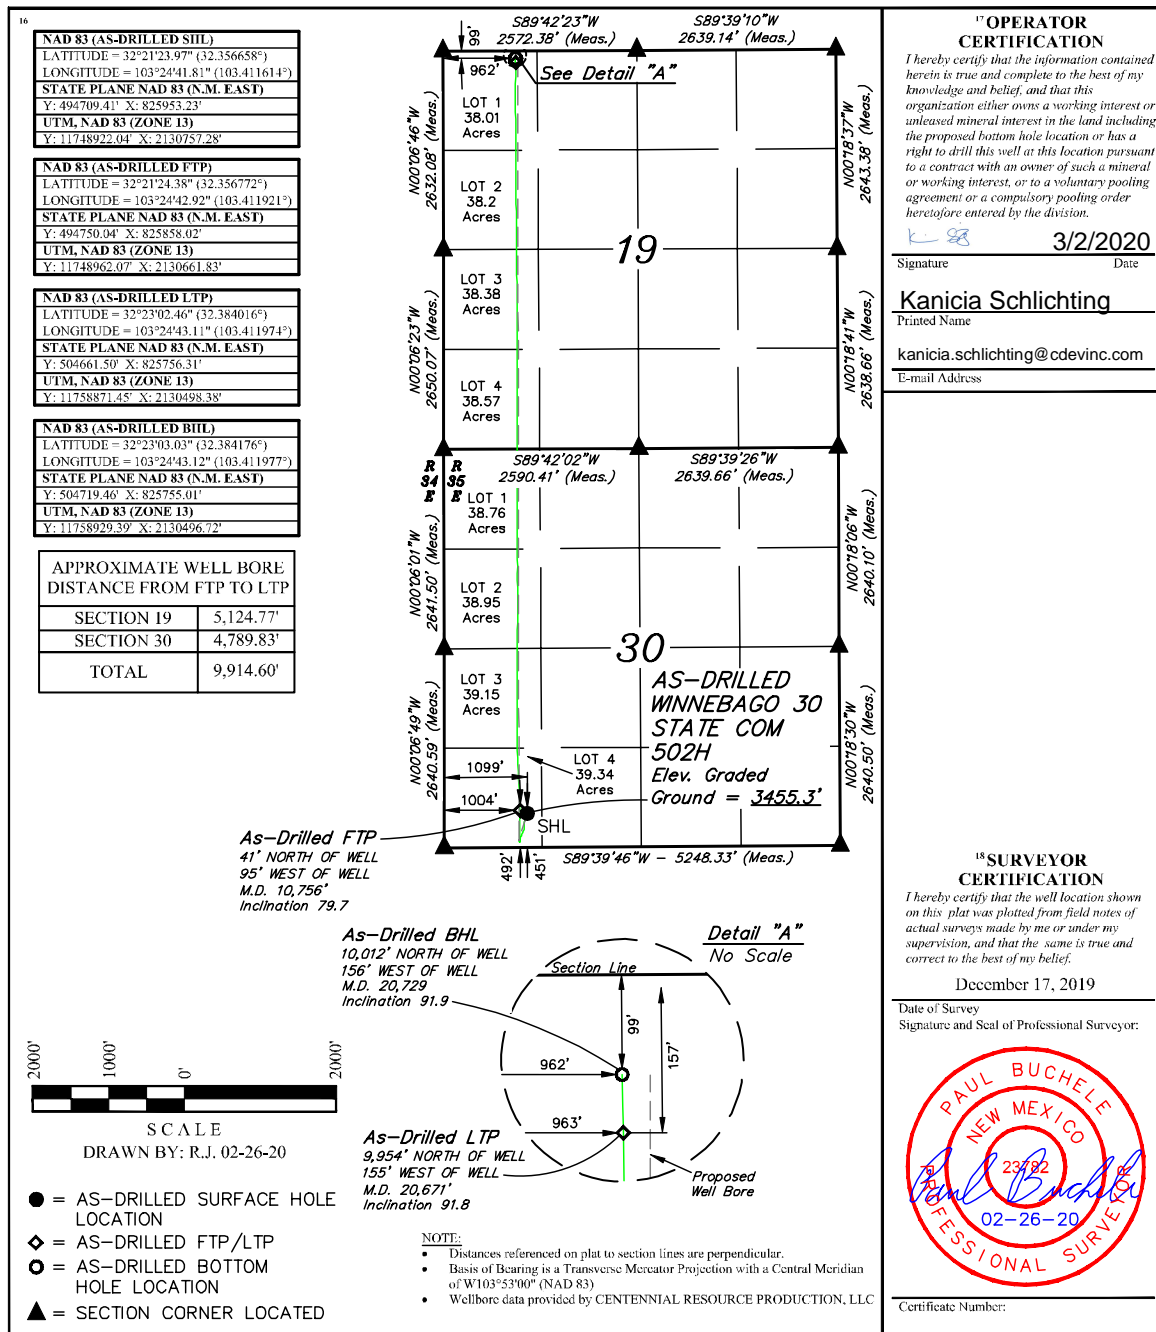 16
NAD 83 (AS-DRILLED SHL)
LATITUDE = 32°21'23.97" (32.356658°)
LONGITUDE = 103°24'41.81" (103.411614°)
STATE PLANE NAD 83 (N.M. EAST)
Y: 494709.41' X: 825953.23'
UTM, NAD 83 (ZONE 13)
Y: 11748922.04' X: 2130757.28'
NAD 83 (AS-DRILLED FTP)
LATITUDE = 32°21'24.38" (32.356772°)
LONGITUDE = 103°24'42.92" (103.411921°)
STATE PLANE NAD 83 (N.M. EAST)
Y: 494750.04' X: 825858.02'
UTM, NAD 83 (ZONE 13)
Y: 11748962.07' X: 2130661.83'
NAD 83 (AS-DRILLED LTP)
LATITUDE = 32°23'02.46" (32.384016°)
LONGITUDE = 103°24'43.11" (103.411974°)
STATE PLANE NAD 83 (N.M. EAST)
Y: 504661.50' X: 825756.31'
UTM, NAD 83 (ZONE 13)
Y: 11758871.45' X: 2130498.38'
NAD 83 (AS-DRILLED BHL)
LATITUDE = 32°23'03.03" (32.384176°)
LONGITUDE = 103°24'43.12" (103.411977°)
STATE PLANE NAD 83 (N.M. EAST)
Y: 504719.46' X: 825755.01'
UTM, NAD 83 (ZONE 13)
Y: 11758929.39' X: 2130496.72'
APPROXIMATE WELL BORE
DISTANCE FROM FTP TO LTP
SECTION 19 5,124.77'
SECTION 30 4,789.83'
TOTAL 9,914.60'
S89°42'23"W
2572.38' (Meas.)
S89°39'10"W
2639.14' (Meas.)
99'
962'
See Detail "A"
LOT 1
38.01
Acres
N00°06'46"W
2632.08' (Meas.)
N00°18'37"W
2643.38' (Meas.)
LOT 2
38.2
Acres
19
LOT 3
38.38
Acres
N00°06'23"W
2650.07' (Meas.)
N00°18'41"W
2638.66' (Meas.)
LOT 4
38.57
Acres
S89°42'02"W
2590.41' (Meas.)
S89°39'26"W
2639.66' (Meas.)
R R
34 35
E E
LOT 1
38.76
Acres
N00°06'01"W
2641.50' (Meas.)
N00°18'06"W
2640.10' (Meas.)
LOT 2
38.95
Acres
30
LOT 3
39.15
Acres
N00°06'49"W
2640.59' (Meas.)
N00°18'30"W
2640.50' (Meas.)
AS-DRILLED
WINNEBAGO 30
STATE COM
502H
Elev. Graded
Ground = 3455.3'
LOT 4
39.34
Acres
1099'
1004'
SHL
S89°39'46"W - 5248.33' (Meas.)
492'
451'
As-Drilled FTP
41' NORTH OF WELL
95' WEST OF WELL
M.D. 10,756'
Inclination 79.7
As-Drilled BHL
10,012' NORTH OF WELL
156' WEST OF WELL
M.D. 20,729
Inclination 91.9
Detail "A"
No Scale
Section Line
99'
157'
962'
963'
As-Drilled LTP
9,954' NORTH OF WELL
155' WEST OF WELL
M.D. 20,671'
Inclination 91.8
Proposed
Well Bore
2000'
1000'
0'
2000'
SCALE
DRAWN BY: R.J. 02-26-20
= AS-DRILLED SURFACE HOLE
LOCATION
= AS-DRILLED FTP/LTP
= AS-DRILLED BOTTOM
HOLE LOCATION
= SECTION CORNER LOCATED
NOTE:
• Distances referenced on plat to section lines are perpendicular.
• Basis of Bearing is a Transverse Mercator Projection with a Central Meridian
of W103°53'00" (NAD 83)
• Wellbore data provided by CENTENNIAL RESOURCE PRODUCTION, LLC
17 OPERATOR
CERTIFICATION
I hereby certify that the information contained
herein is true and complete to the best of my
knowledge and belief, and that this
organization either owns a working interest or
unleased mineral interest in the land including
the proposed bottom hole location or has a
right to drill this well at this location pursuant
to a contract with an owner of such a mineral
or working interest, or to a voluntary pooling
agreement or a compulsory pooling order
heretofore entered by the division.
3/2/2020
Signature Date
Kanicia Schlichting
Printed Name
kanicia.schlichting@cdevinc.com
E-mail Address
18 SURVEYOR
CERTIFICATION
I hereby certify that the well location shown
on this plat was plotted from field notes of
actual surveys made by me or under my
supervision, and that the same is true and
correct to the best of my belief.
December 17, 2019
Date of Survey
Signature and Seal of Professional Surveyor:
PAUL BUCHELE
NEW MEXICO
23782
Paul Buchele
02-26-20
PROFESSIONAL SURVEYOR
Certificate Number: